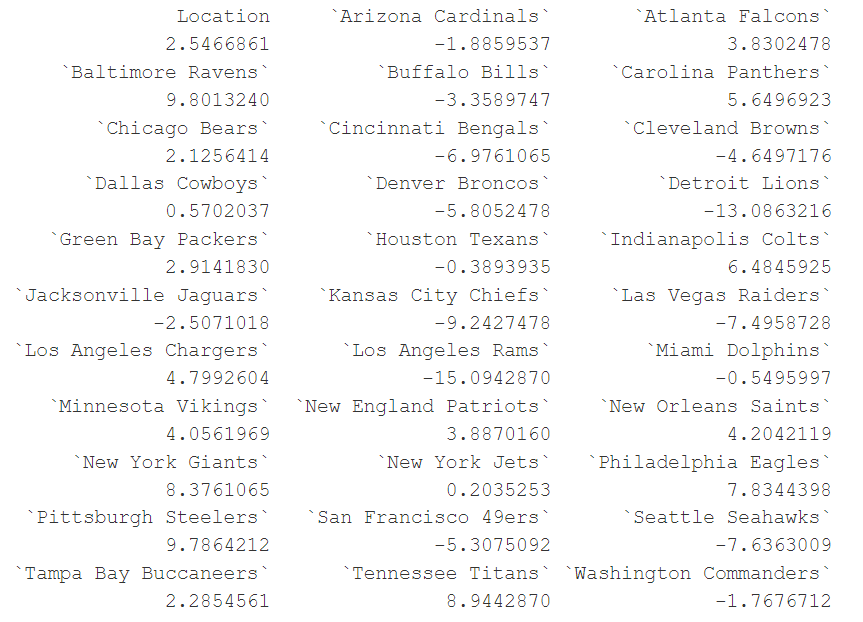 Location `Arizona Cardinals` `Atlanta Falcons`
2.5466861 -1.8859537 3.8302478
`Baltimore Ravens` `Buffalo Bills` `Carolina Panthers`
9.8013240 -3.3589747 5.6496923
`Chicago Bears` `Cincinnati Bengals` `Cleveland Browns`
2.1256414 -6.9761065 -4.6497176
`Dallas Cowboys` `Denver Broncos` `Detroit Lions`
0.5702037 -5.8052478 -13.0863216
`Green Bay Packers` `Houston Texans` `Indianapolis Colts`
2.9141830 -0.3893935 6.4845925
`Jacksonville Jaguars` `Kansas City Chiefs` `Las Vegas Raiders`
-2.5071018 -9.2427478 -7.4958728
`Los Angeles Chargers` `Los Angeles Rams` `Miami Dolphins`
4.7992604 -15.0942870 -0.5495997
`Minnesota Vikings` `New England Patriots` `New Orleans Saints`
4.0561969 3.8870160 4.2042119
`New York Giants` `New York Jets` `Philadelphia Eagles`
8.3761065 0.2035253 7.8344398
`Pittsburgh Steelers` `San Francisco 49ers` `Seattle Seahawks`
9.7864212 -5.3075092 -7.6363009
`Tampa Bay Buccaneers` `Tennessee Titans` `Washington Commanders`
2.2854561 8.9442870 -1.7676712